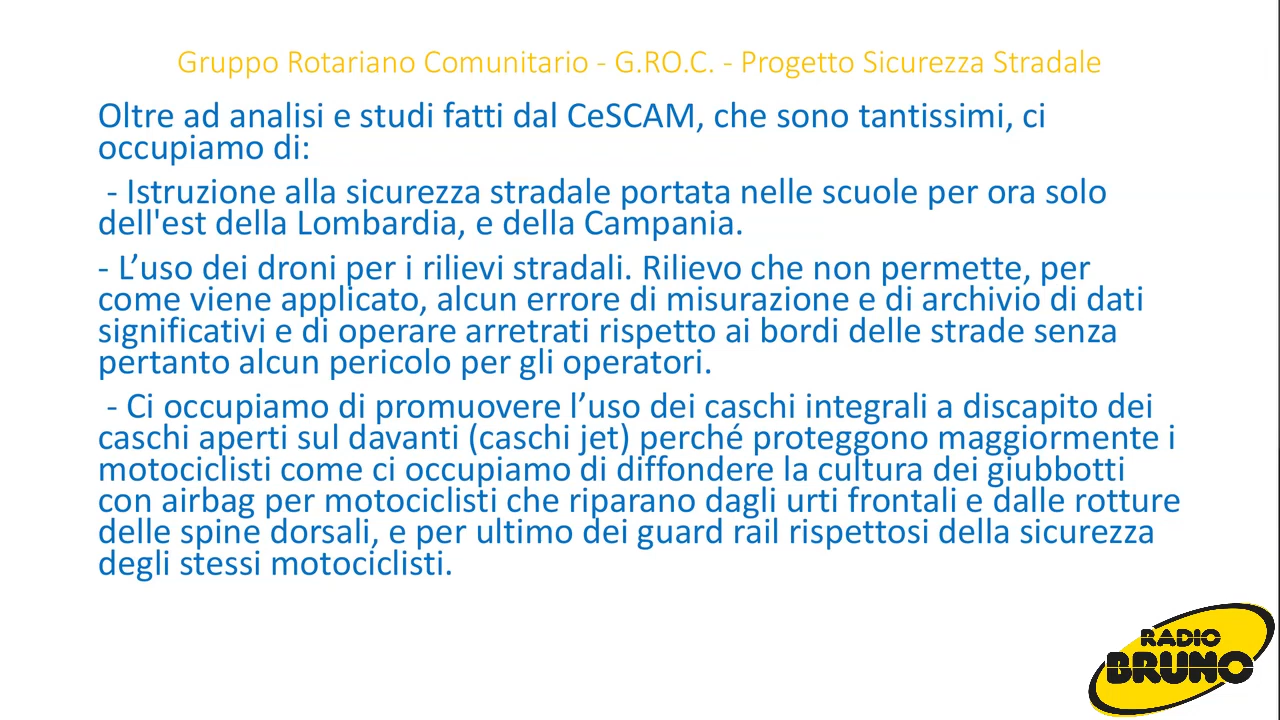 Gruppo Rotariano Comunitario - G.RO.C. - Progetto Sicurezza Stradale
Oltre ad analisi e studi fatti dal CeSCAM, che sono tantissimi, ci
occupiamo di:
- Istruzione alla sicurezza stradale portata nelle scuole per ora solo
dell'est della Lombardia, e della Campania.
- L’uso dei droni per i rilievi stradali. Rilievo che non permette, per
come viene applicato, alcun errore di misurazione e di archivio di dati
significativi e di operare arretrati rispetto ai bordi delle strade senza
pertanto alcun pericolo per gli operatori.
- Ci occupiamo di promuovere l’uso dei caschi integrali a discapito dei
caschi aperti sul davanti (caschi jet) perché proteggono maggiormente i
motociclisti come ci occupiamo di diffondere la cultura dei giubbotti
con airbag per motociclisti che riparano dagli urti frontali e dalle rotture
delle spine dorsali, e per ultimo dei guard rail rispettosi della sicurezza
degli stessi motociclisti.
RADIO
BRUNO